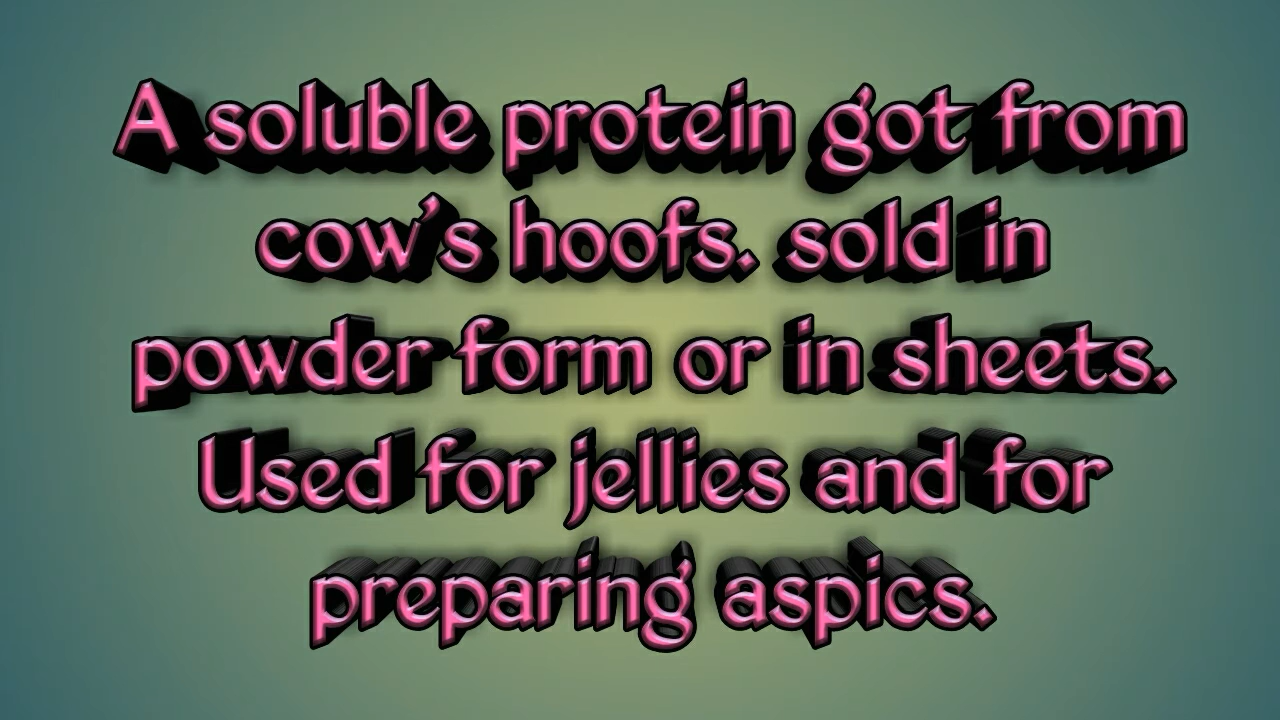 A soluble protein got from
cow's hoofs. sold in
powder form or in sheets.
Used for jellies and for
preparing aspics.